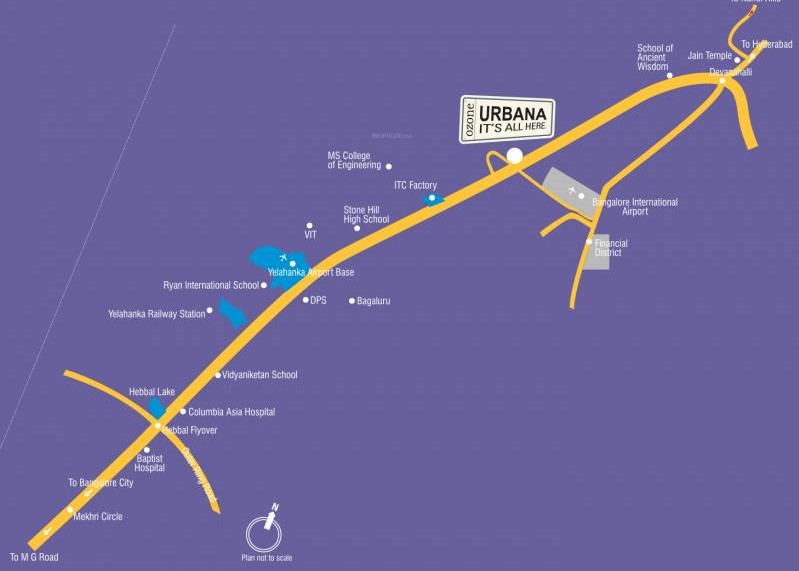 To Hyderabad
School of
Ancient
Wisdom
Jain Temple
Devanahalli
ozone
URBANA
IT'S ALL HERE.
MS College
of Engineering
ITC Factory
Bangalore International
Airport
Stone Hill
High School
VIT
Financial
District
Yelahanka Airport Base
Ryan International School
DPS
Bagaluru
Yelahanka Railway Station
Vidyaniketan School
Hebbal Lake
Columbia Asia Hospital
Hebbal Flyover
Baptist
Hospital
Outer Ring Road
To Bangalore City
Mekhri Circle
N
To M G Road
Plan not to scale